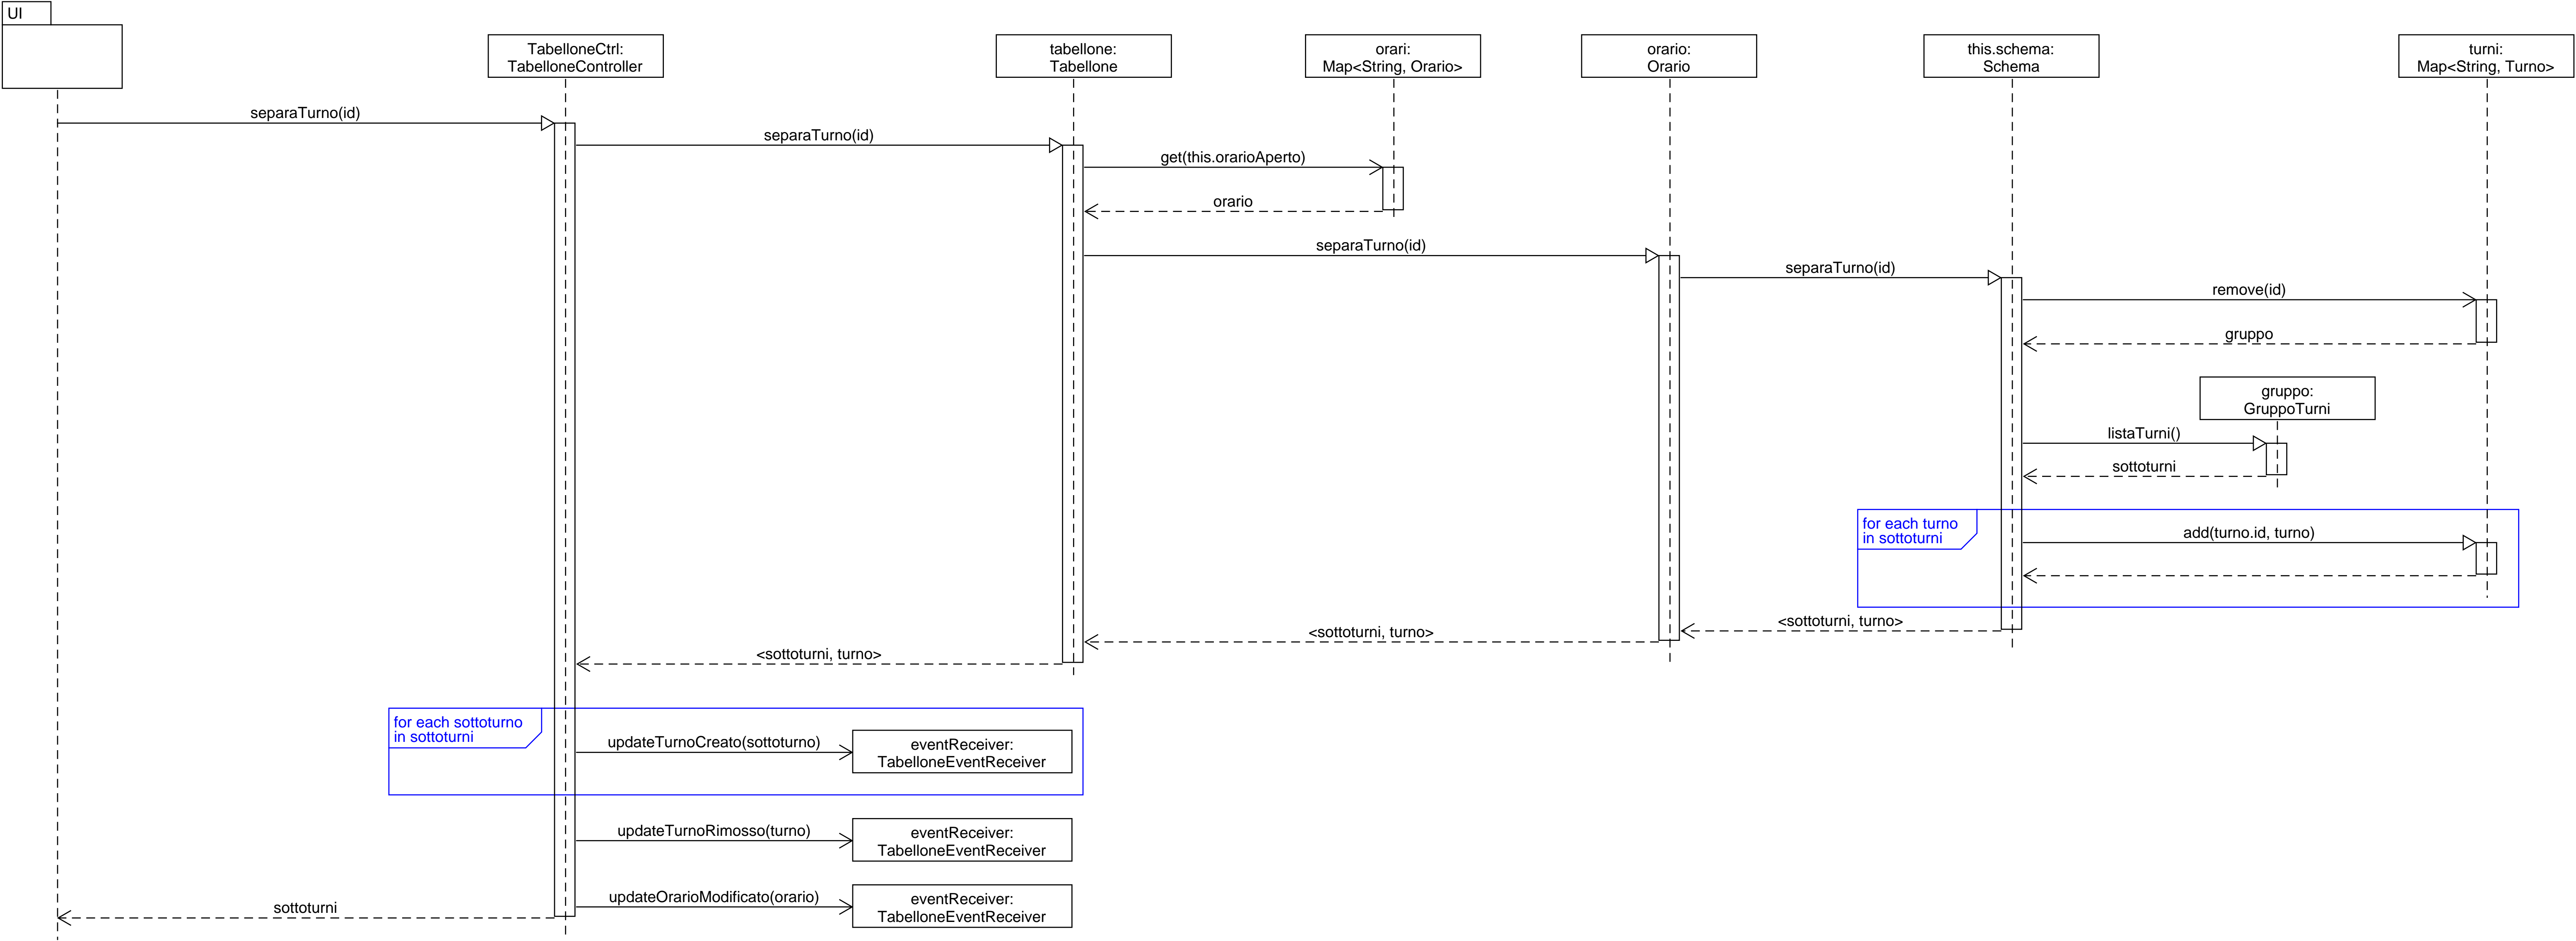 UI
TabelloneCtrl:
TabelloneController
tabellone:
Tabellone
orari:
Map<String, Orario>
orario:
Orario
this.schema:
Schema
turni:
Map<String, Turno>
separaTurno(id)
separaTurno(id)
get(this.orarioAperto)
orario
separaTurno(id)
separaTurno(id)
remove(id)
gruppo
gruppo:
GruppoTurni
listaTurni()
sottoturni
for each turno
in sottoturni
add(turno.id, turno)
<sottoturni, turno>
<sottoturni, turno>
<sottoturni, turno>
for each sottoturno
in sottoturni
updateTurnoCreato(sottoturno)
eventReceiver:
TabelloneEventReceiver
updateTurnoRimosso(turno)
eventReceiver:
TabelloneEventReceiver
updateOrarioModificato(orario)
eventReceiver:
TabelloneEventReceiver
sottoturni